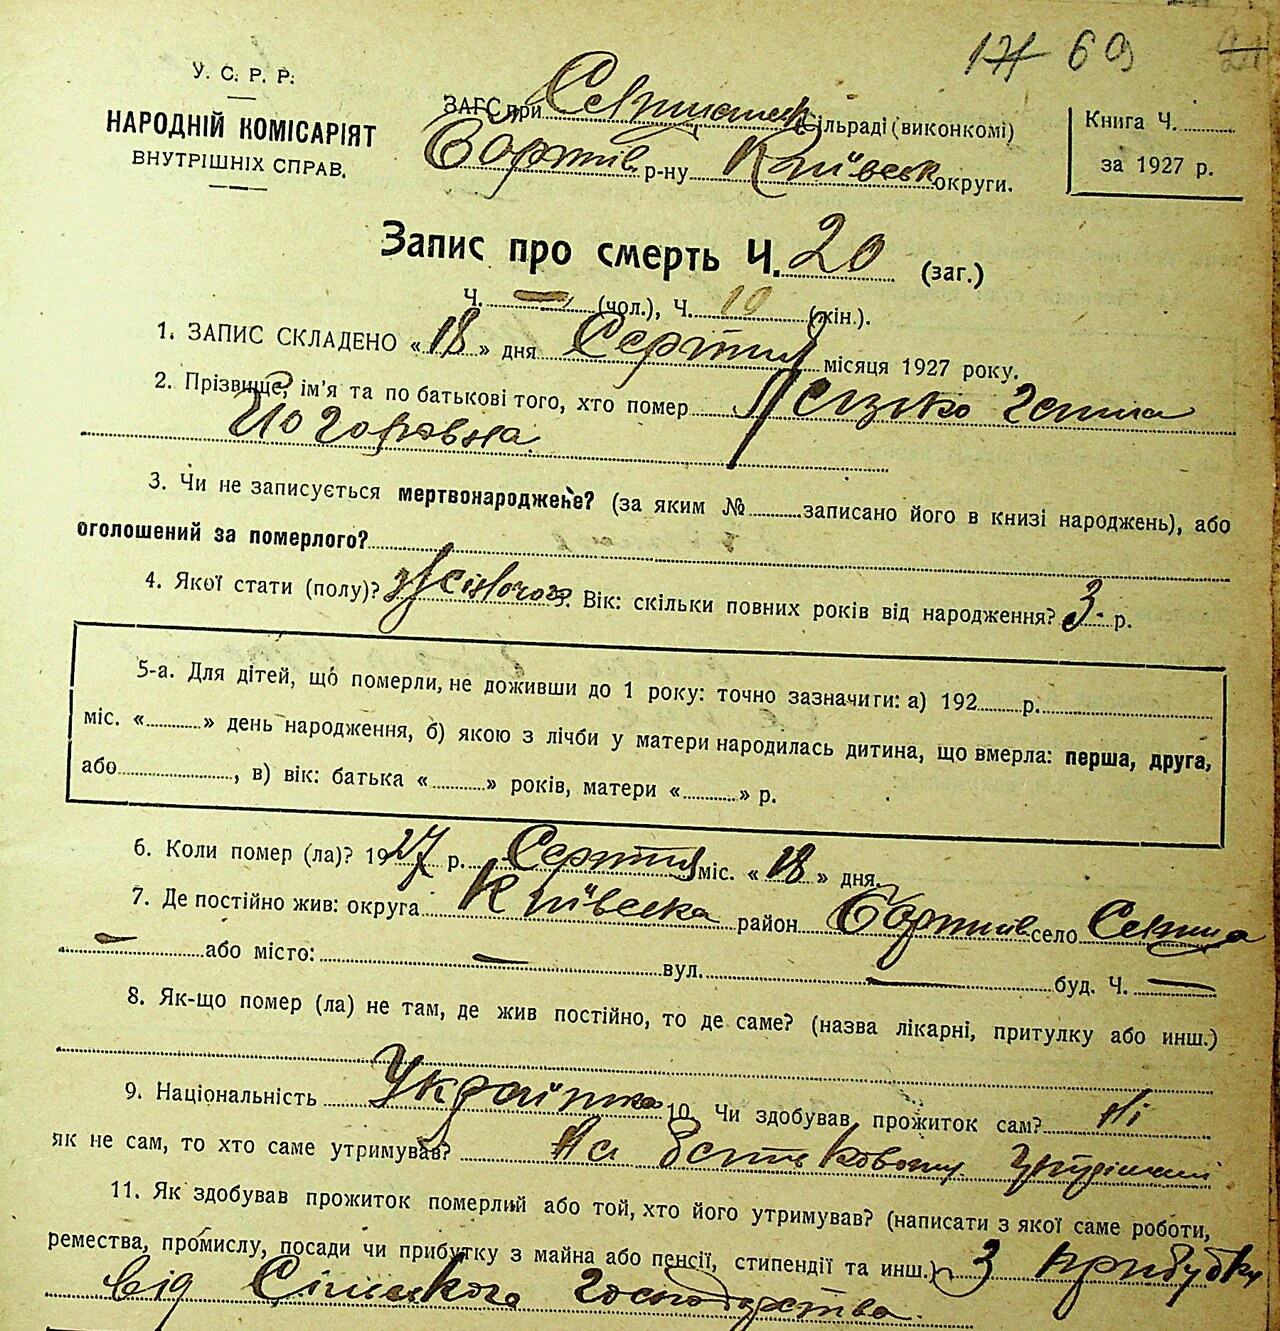 171 69 21
У. С. Р. Р.
НАРОДНІЙ КОМІСАРІЯТ
ВНУТРІШНІХ СПРАВ.
ЗАГС при сільраді (виконкомі)
р-ну Київськ округи.
Книга Ч.
за 1927 р.
Запис про смерть Ч. 20 (заг.)
Ч. — (чол.), Ч. 10 (жін.).
1. ЗАПИС СКЛАДЕНО «18» дня Серпня місяця 1927 року.
2. Прізвище, ім'я та по батькові того, хто помер
3. Чи не записується мертвонароджене? (за яким № записано його в книзі народжень), або
оголошений за померлого?
4. Якої стати (полу)? жіночого 5. Вік: скільки повних років від народження? 3 р.
5-а. Для дітей, що померли, не доживши до 1 року: точно зазначити: а) 192 р.
міс. « » день народження, б) якою з лічби у матери народилась дитина, що вмерла: перша, друга,
або , в) вік: батька « » років, матери « » р.
6. Коли помер (ла)? 1927 р. Серпня міс. «18» дня.
7. Де постійно жив: округа Київська район село
— або місто: — вул. — буд. Ч. —
8. Як-що помер (ла) не там, де жив постійно, то де саме? (назва лікарні, притулку або инш.)
9. Національність Українка 10. Чи здобував прожиток сам? Ні
як не сам, то хто саме утримував? На батьковому утрімані
11. Як здобував прожиток померлий або той, хто його утримував? (написати з якої саме роботи,
ремества, промислу, посади чи прибутку з майна або пенсії, стипендії та инш.) З прибутку
від Сільського господарства.